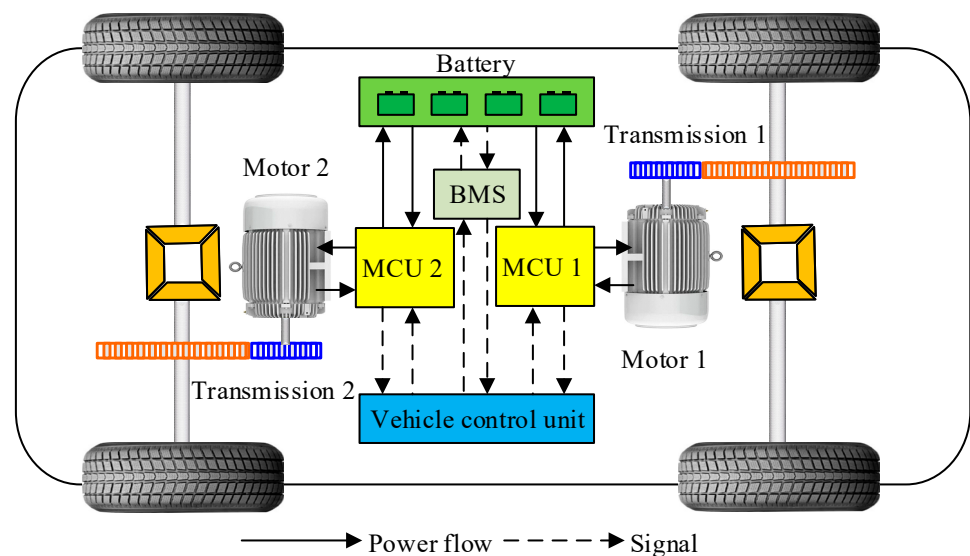 Battery
Transmission 1
Motor 2
BMS
MCU 2
MCU 1
Motor 1
Transmission 2
Vehicle control unit
Power flow
Signal